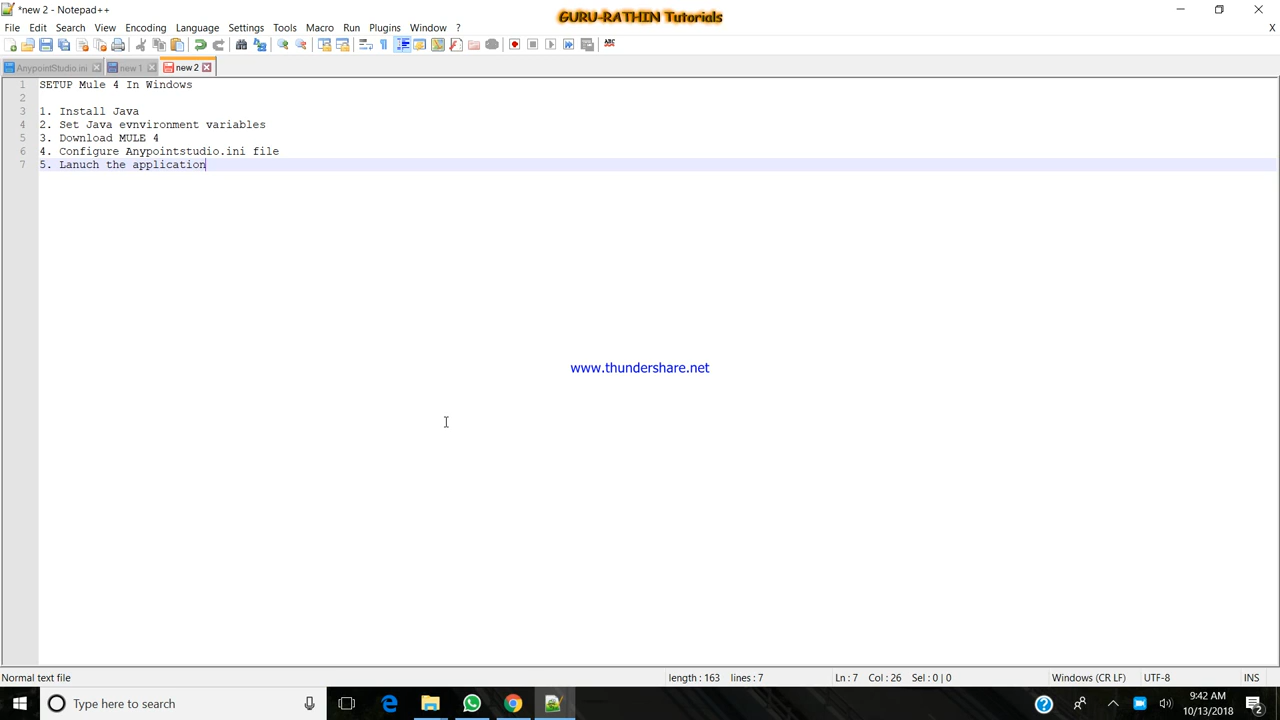 *new 2 - Notepad++
GURU-RATHIN Tutorials
File Edit Search View Encoding Language Settings Tools Macro Run Plugins Window ? X
AnypointStudio.ini new 1 new 2
1 SETUP Mule 4 In Windows
2
3 1. Install Java
4 2. Set Java evnvironment variables
5 3. Download MULE 4
6 4. Configure Anypointstudio.ini file
7 5. Lanuch the application
www.thundershare.net
Normal text file length : 163 lines : 7 Ln : 7 Col : 26 Sel : 0 | 0 Windows (CR LF) UTF-8 INS
Type here to search
9:42 AM
10/13/2018
2